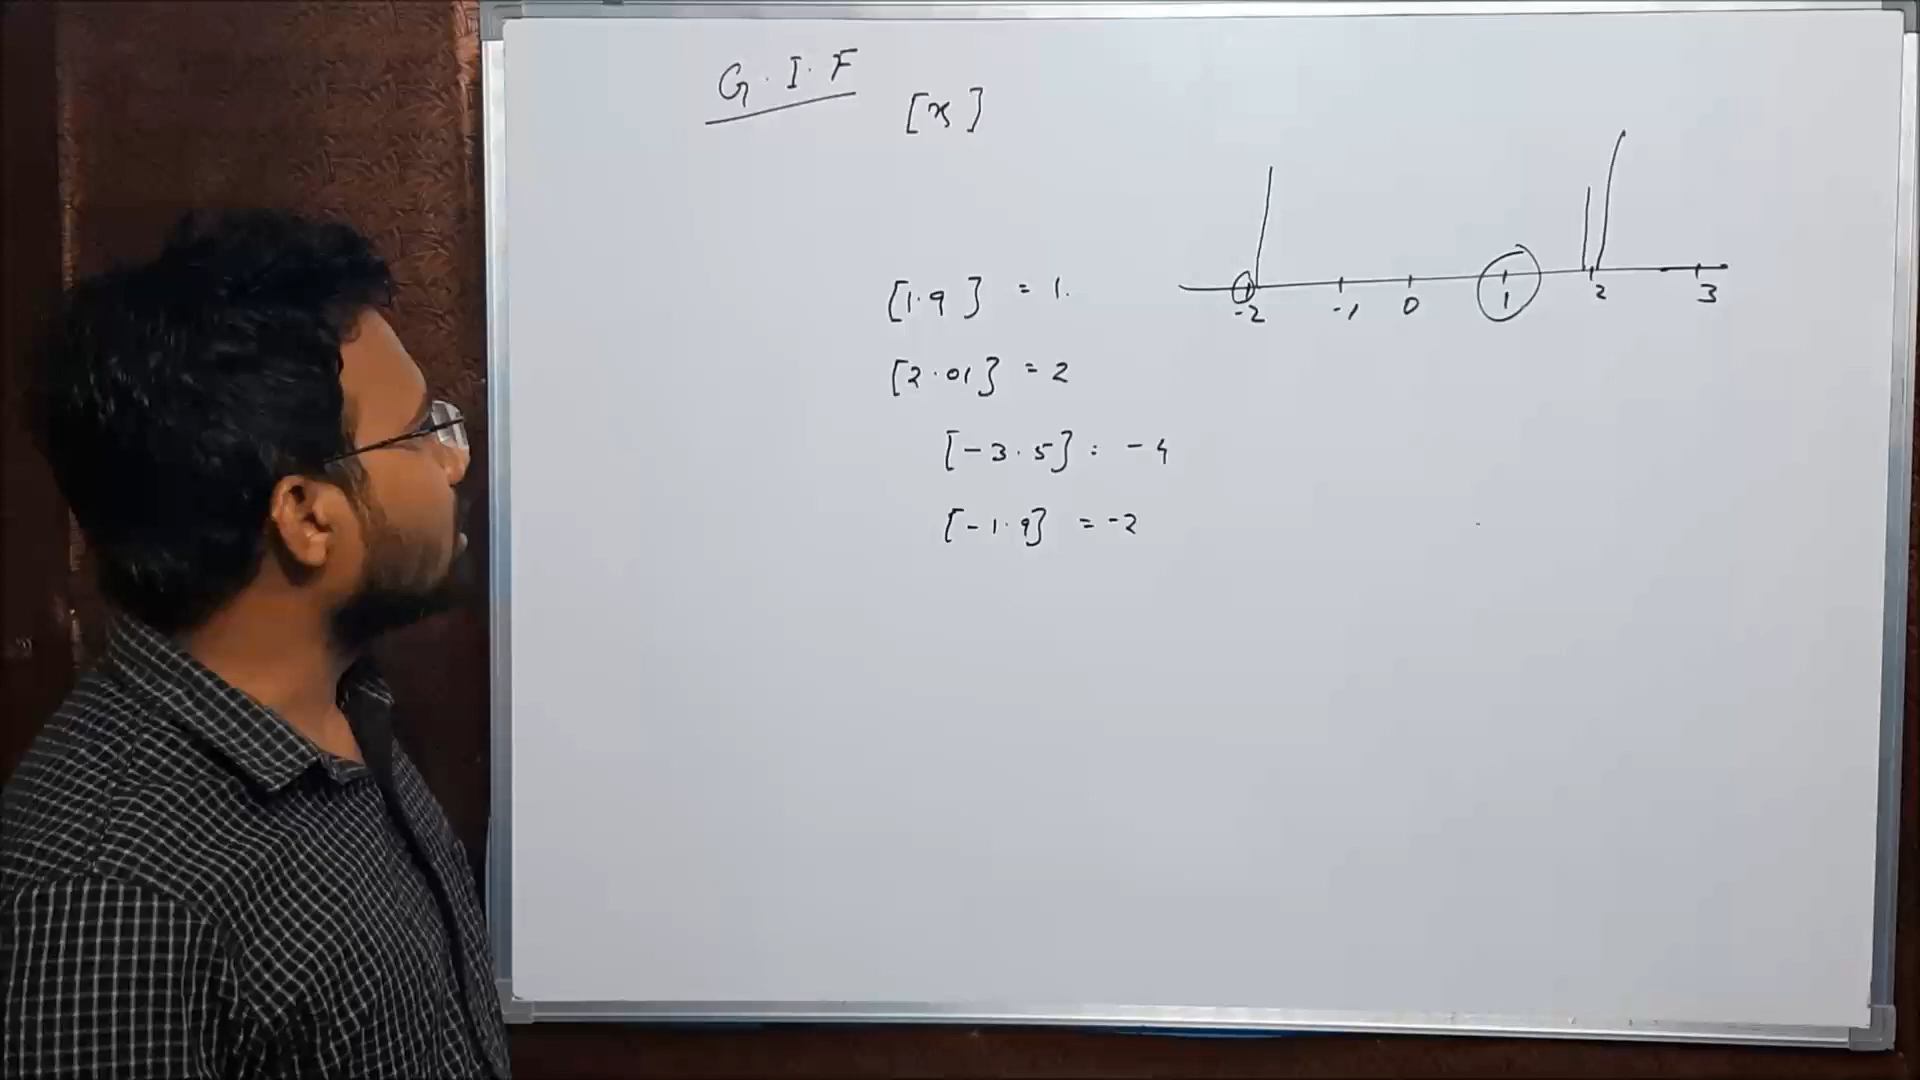 G.I.F
[x]
[1.9] = 1.
[2.01] = 2
[-3.5] = -4
[-1.9] = -2
-2 -1 0 1 2 3